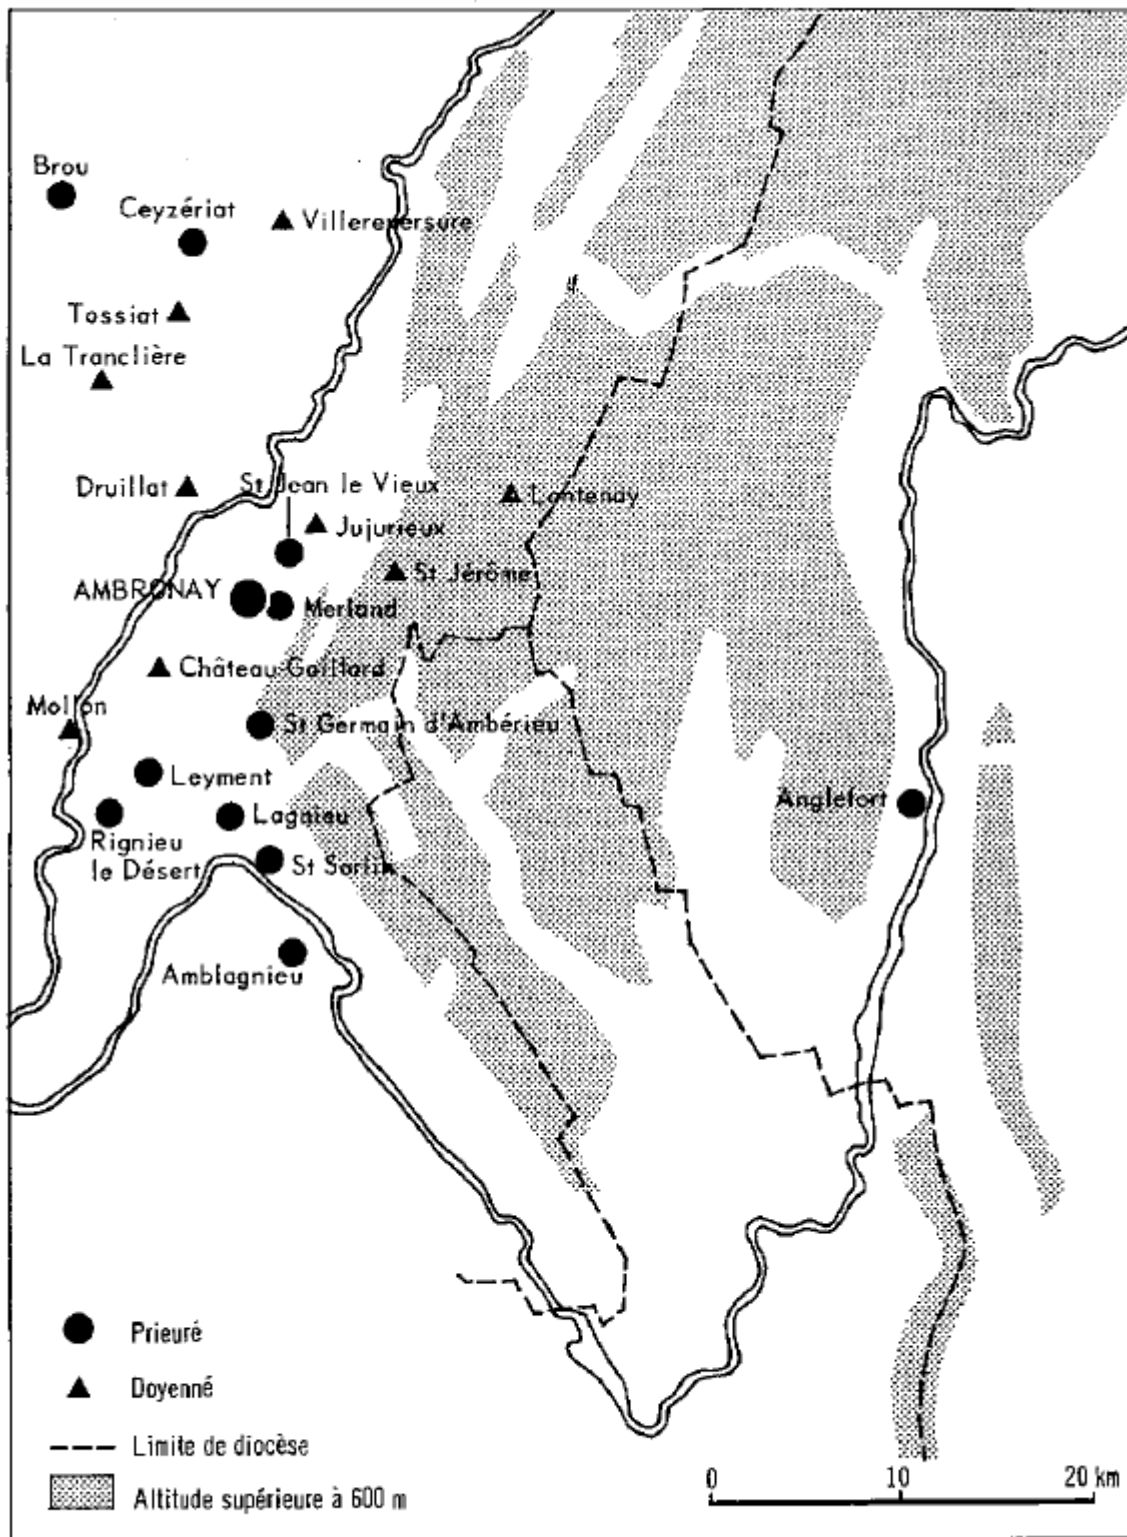 Brou
Ceyzériat
Villereversure
Tossiat
La Tranclière
Druillat
St Jean le Vieux
Lantenay
Jujurieux
St Jérôme
AMBRONAY
Merland
Château-Gaillard
Mollon
St Germain d'Ambérieu
Leyment
Anglefort
Lagnieu
Rignieu
le Désert
St Sorlin
Amblagnieu
Prieuré
Doyenné
Limite de diocèse
Altitude supérieure à 600 m
0 10 20 km